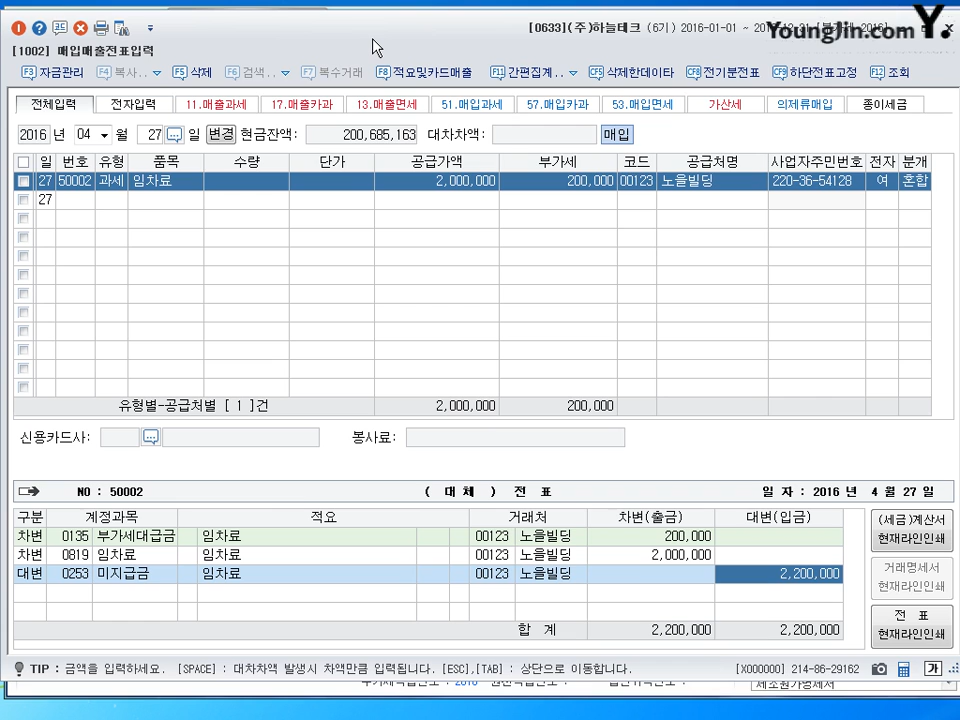 [0633](주)하늘테크 (6기) 2016-01-01 ~
YoungJin.com Y.
[1002] 매입매출전표입력
F3 자금관리 F4 복사.. F5 삭제 F6 검색.. F7 복수거래 F8 적요및카드매출 F11 간편집계.. CF5 삭제한데이타 CF8 전기분전표 CF9 하단전표고정 F12 조회
전체입력 전자입력 11.매출과세 17.매출카과 13.매출면세 51.매입과세 57.매입카과 53.매입면세 가산세 의제류매입 종이세금
2016 년 04 월 27 일 변경 현금잔액: 200,685,163 대차차액: 매입
일 번호 유형 품목 수량 단가 공급가액 부가세 코드 공급처명 사업자주민번호 전자 분개
27 50002 과세 임차료 2,000,000 200,000 00123 노을빌딩 220-36-54128 여 혼합
27
유형별-공급처별 [ 1 ]건 2,000,000 200,000
신용카드사: 봉사료:
NO : 50002 ( 대 체 ) 전 표 일 자 : 2016 년 4 월 27 일
구분 계정과목 적요 거래처 차변(출금) 대변(입금)
차변 0135 부가세대급금 임차료 00123 노을빌딩 200,000
차변 0819 임차료 임차료 00123 노을빌딩 2,000,000
대변 0253 미지급금 임차료 00123 노을빌딩 2,200,000
합 계 2,200,000 2,200,000
(세금)계산서
현재라인인쇄
거래명세서
현재라인인쇄
전 표
현재라인인쇄
TIP : 금액을 입력하세요. [SPACE] : 대차차액 발생시 차액만큼 입력됩니다. [ESC],[TAB] : 상단으로 이동합니다. [X000000] 214-86-29162 가